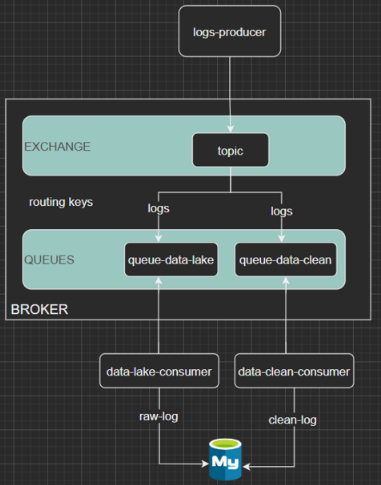 logs-producer
EXCHANGE
topic
routing keys
logs
logs
QUEUES
queue-data-lake
queue-data-clean
BROKER
data-lake-consumer
data-clean-consumer
raw-log
clean-log
My